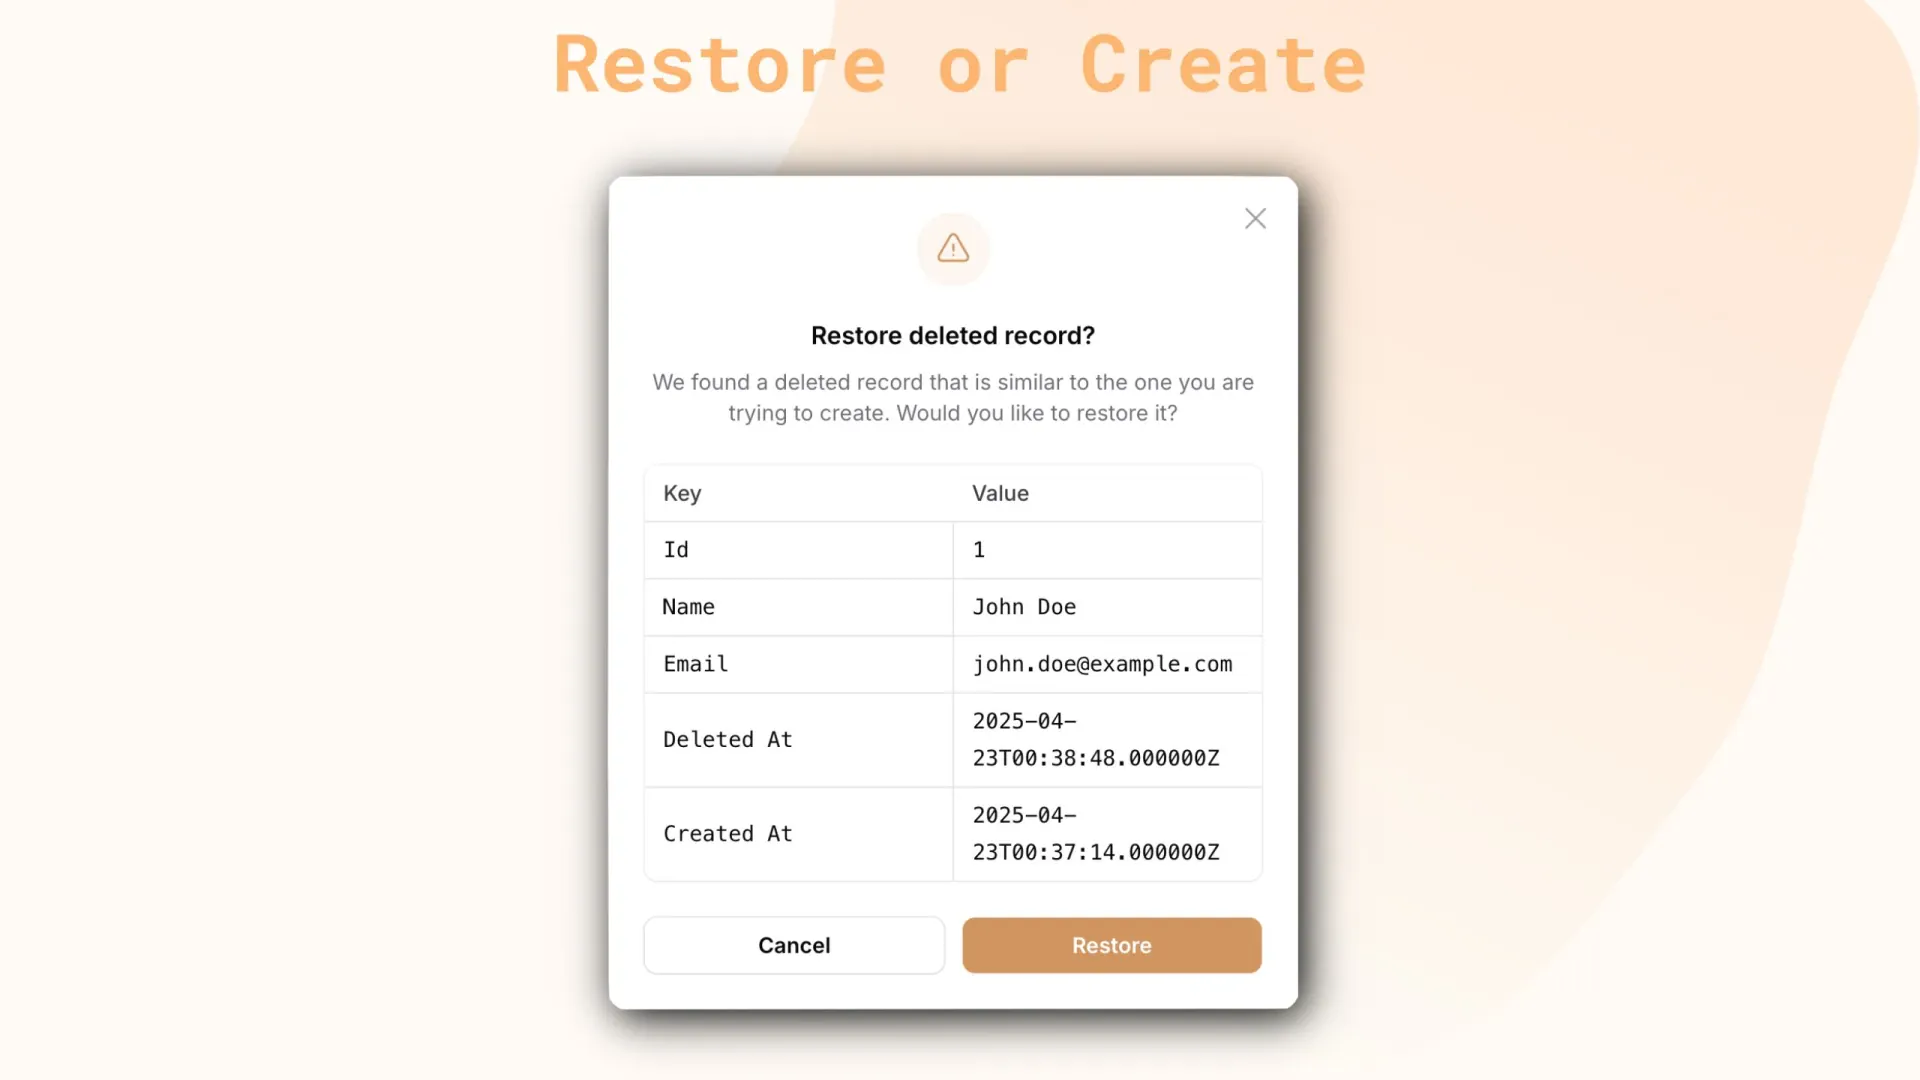 Restore or Create
Restore deleted record?
We found a deleted record that is similar to the one you are
trying to create. Would you like to restore it?
Key Value
Id 1
Name John Doe
Email john.doe@example.com
Deleted At 2025-04-
23T00:38:48.000000Z
Created At 2025-04-
23T00:37:14.000000Z
Cancel Restore